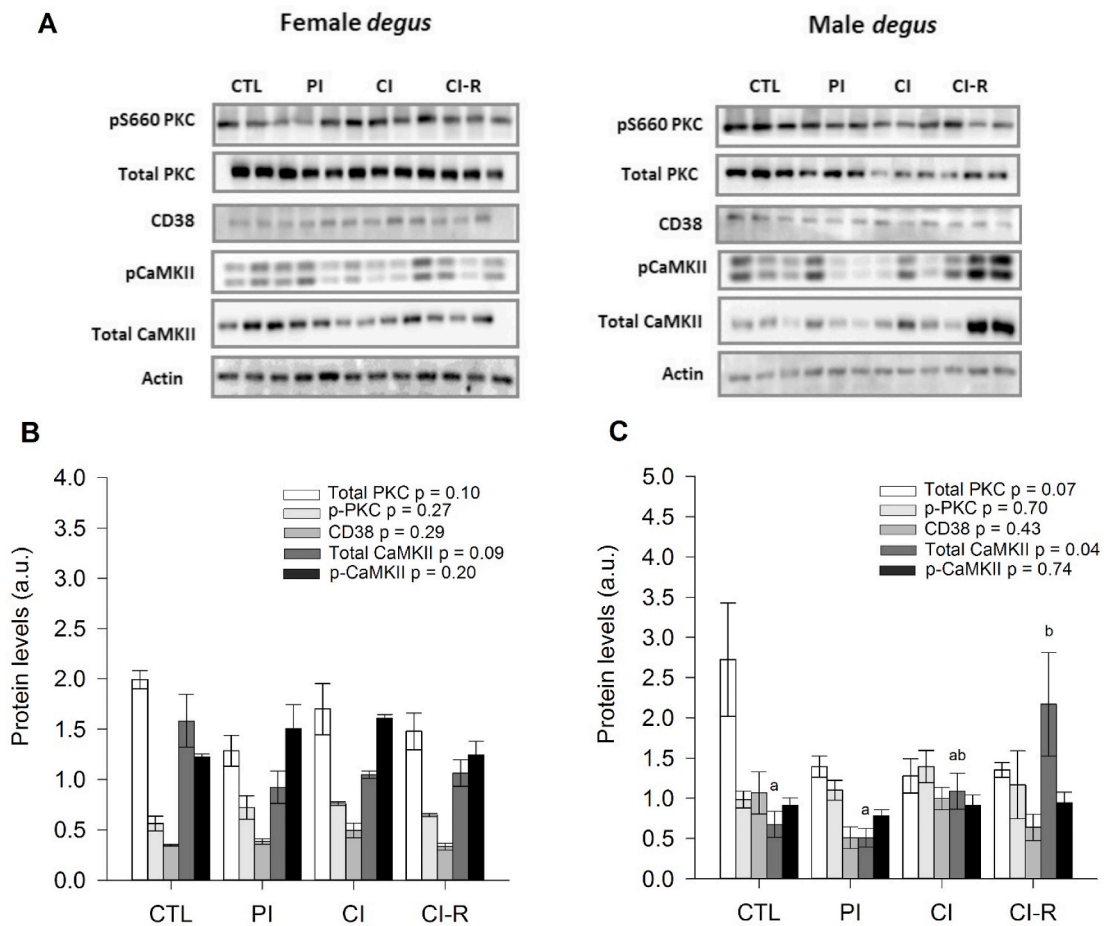 A
Female degus
Male degus
CTL PI CI CI-R
pS660 PKC
Total PKC
CD38
pCaMKII
Total CaMKII
Actin
CTL PI CI CI-R
pS660 PKC
Total PKC
CD38
pCaMKII
Total CaMKII
Actin
B
Protein levels (a.u.)
4.0
3.5
3.0
2.5
2.0
1.5
1.0
0.5
0.0
Total PKC p = 0.10
p-PKC p = 0.27
CD38 p = 0.29
Total CaMKII p = 0.09
p-CaMKII p = 0.20
CTL PI CI CI-R
C
Protein levels (a.u.)
5.0
4.5
4.0
3.5
3.0
2.5
2.0
1.5
1.0
0.5
0.0
Total PKC p = 0.07
p-PKC p = 0.70
CD38 p = 0.43
Total CaMKII p = 0.04
p-CaMKII p = 0.74
a
a
ab
b
CTL PI CI CI-R